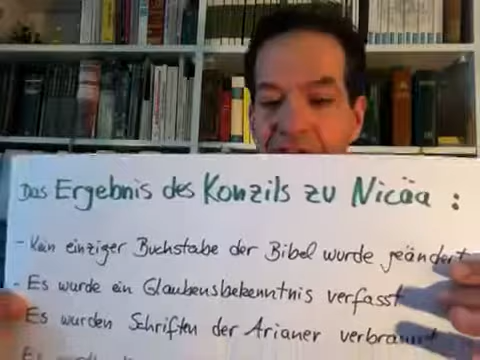 Das Ergebnis des Konzils zu Nicäa :
- Kein einziger Buchstabe der Bibel wurde geändert
- Es wurde ein Glaubensbekenntnis verfasst
Es wurden Schriften der Arianer verbrannt